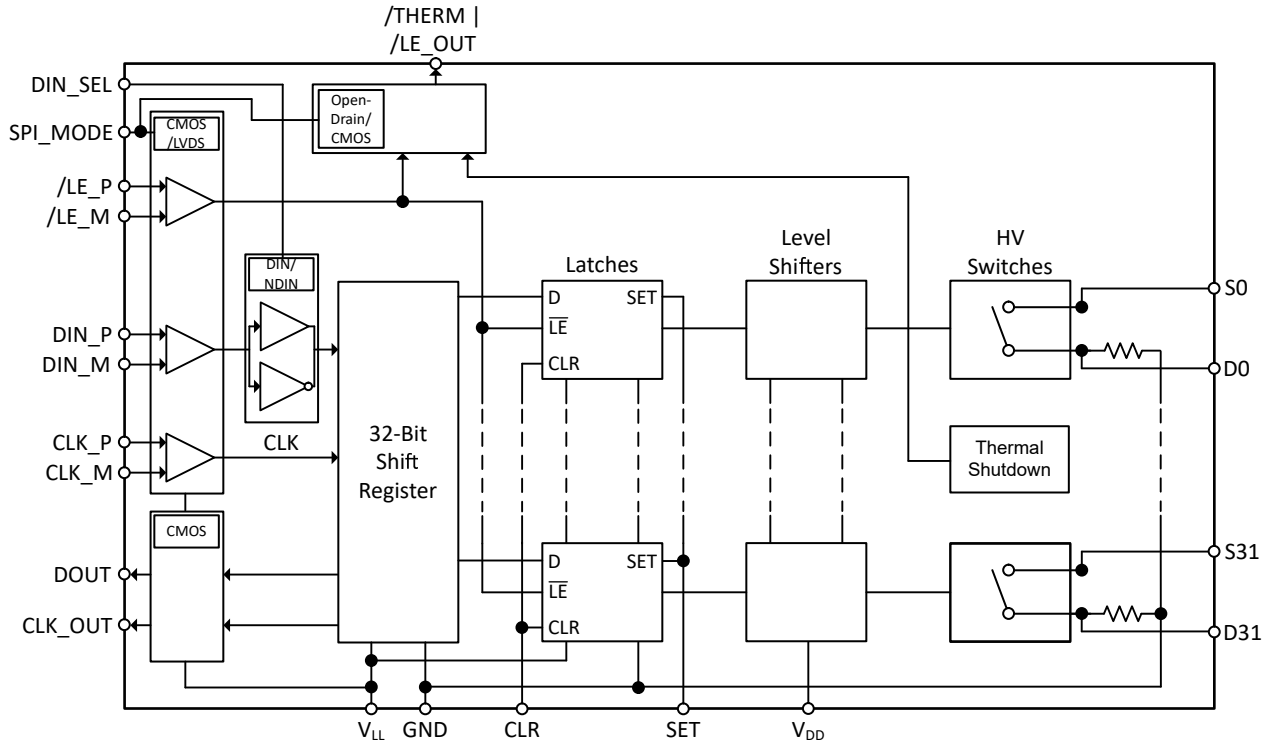 /THERM |
/LE_OUT
DIN_SEL
SPI_MODE
CMOS
/LVDS
Open-
Drain/
CMOS
/LE_P
/LE_M
DIN/
NDIN
DIN_P
DIN_M
CLK_P
CLK_M
CLK
32-Bit
Shift
Register
CMOS
DOUT
CLK_OUT
Latches
D
SET
LE
CLR
D
SET
LE
CLR
Level
Shifters
HV
Switches
Thermal
Shutdown
S0
D0
S31
D31
VLL
GND
CLR
SET
VDD